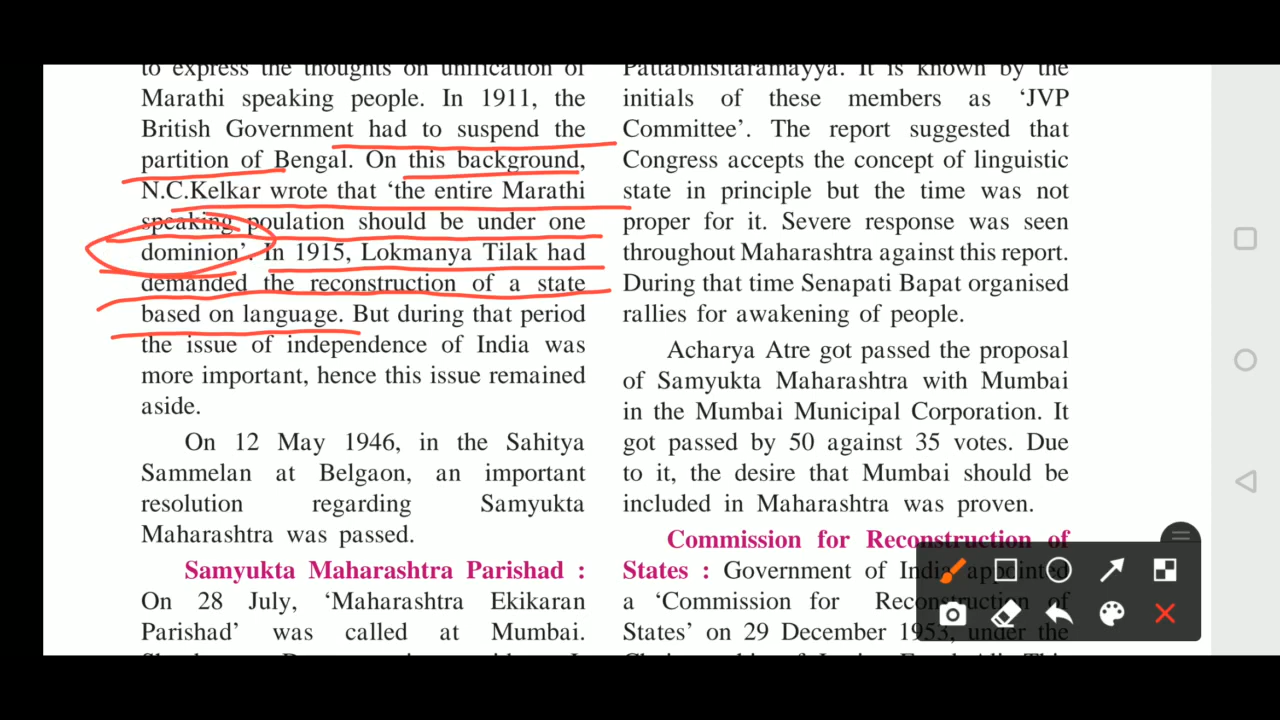 to express the thoughts on unification of
Marathi speaking people. In 1911, the
British Government had to suspend the
partition of Bengal. On this background,
N.C.Kelkar wrote that ‘the entire Marathi
speaking poulation should be under one
dominion’. In 1915, Lokmanya Tilak had
demanded the reconstruction of a state
based on language. But during that period
the issue of independence of India was
more important, hence this issue remained
aside.
On 12 May 1946, in the Sahitya
Sammelan at Belgaon, an important
resolution regarding Samyukta
Maharashtra was passed.
Samyukta Maharashtra Parishad :
On 28 July, ‘Maharashtra Ekikaran
Parishad’ was called at Mumbai.
Pattabhisitaramayya. It is known by the
initials of these members as ‘JVP
Committee’. The report suggested that
Congress accepts the concept of linguistic
state in principle but the time was not
proper for it. Severe response was seen
throughout Maharashtra against this report.
During that time Senapati Bapat organised
rallies for awakening of people.
Acharya Atre got passed the proposal
of Samyukta Maharashtra with Mumbai
in the Mumbai Municipal Corporation. It
got passed by 50 against 35 votes. Due
to it, the desire that Mumbai should be
included in Maharashtra was proven.
Commission for Reconstruction of
States : Government of India appointed
a ‘Commission for Reconstruction of
States’ on 29 December 1953, under the